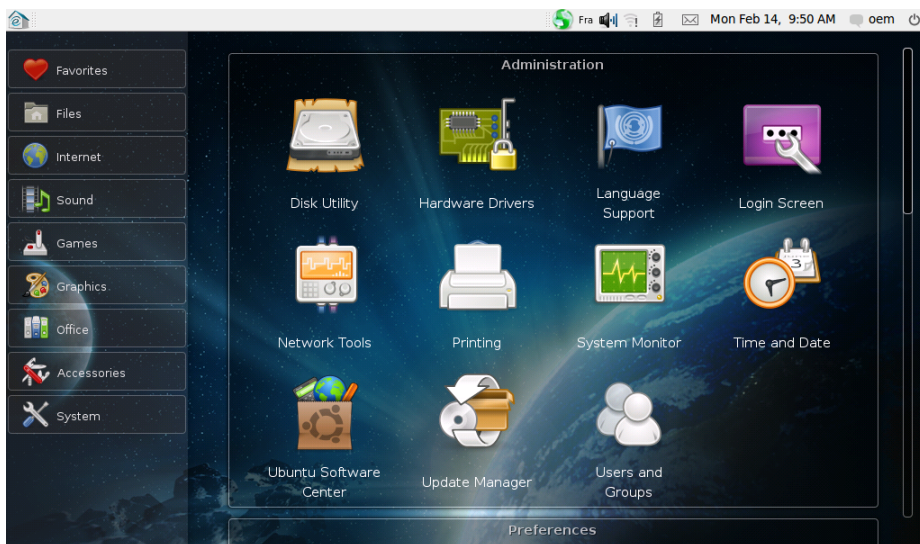 Fra
Mon Feb 14, 9:50 AM
oem
Favorites
Files
Internet
Sound
Games
Graphics
Office
Accessories
System
Administration
Disk Utility
Hardware Drivers
Language
Support
Login Screen
Network Tools
Printing
System Monitor
3
Time and Date
Ubuntu Software
Center
Update Manager
Users and
Groups
Preferences